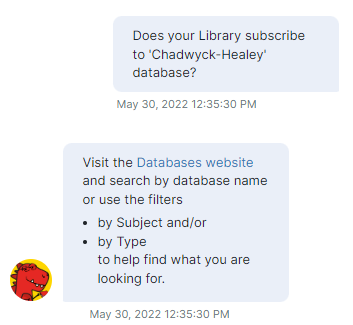 Does your Library subscribe
to 'Chadwyck-Healey'
database?
May 30, 2022 12:35:30 PM
Visit the Databases website
and search by database name
or use the filters
• by Subject and/or
• by Type
to help find what you are
looking for.
May 30, 2022 12:35:30 PM